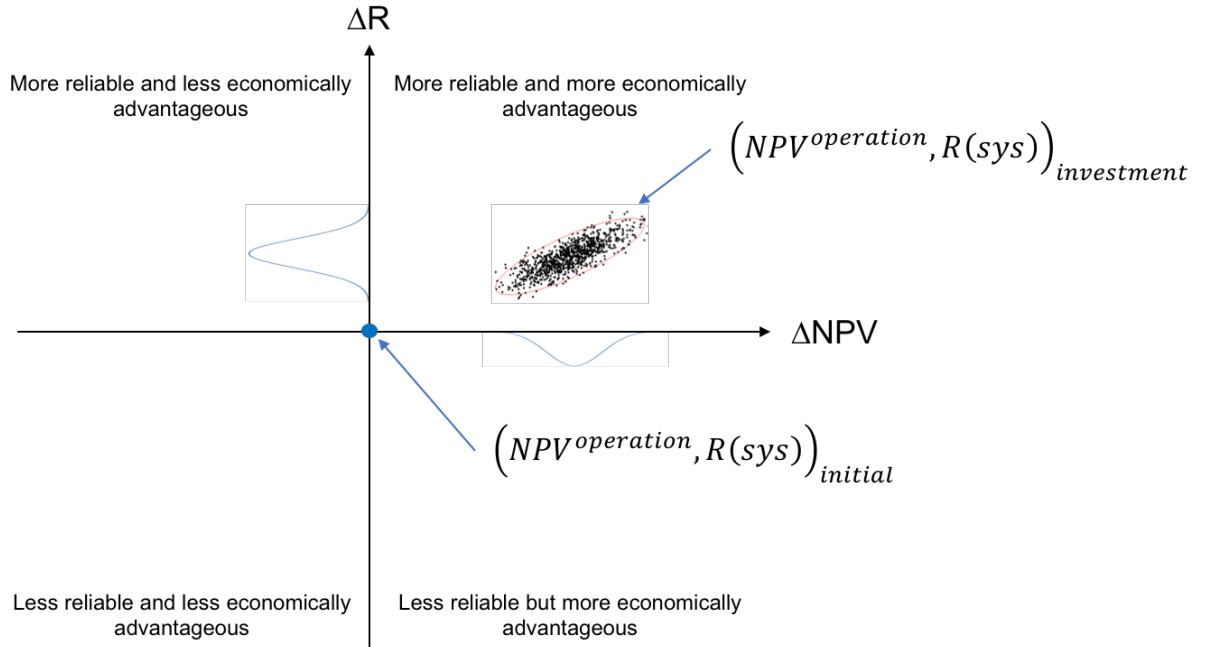 ΔR
More reliable and less economically
advantageous
More reliable and more economically
advantageous
(NPV^operation, R(sys))_investment
ΔNPV
(NPV^operation, R(sys))_initial
Less reliable and less economically
advantageous
Less reliable but more economically
advantageous